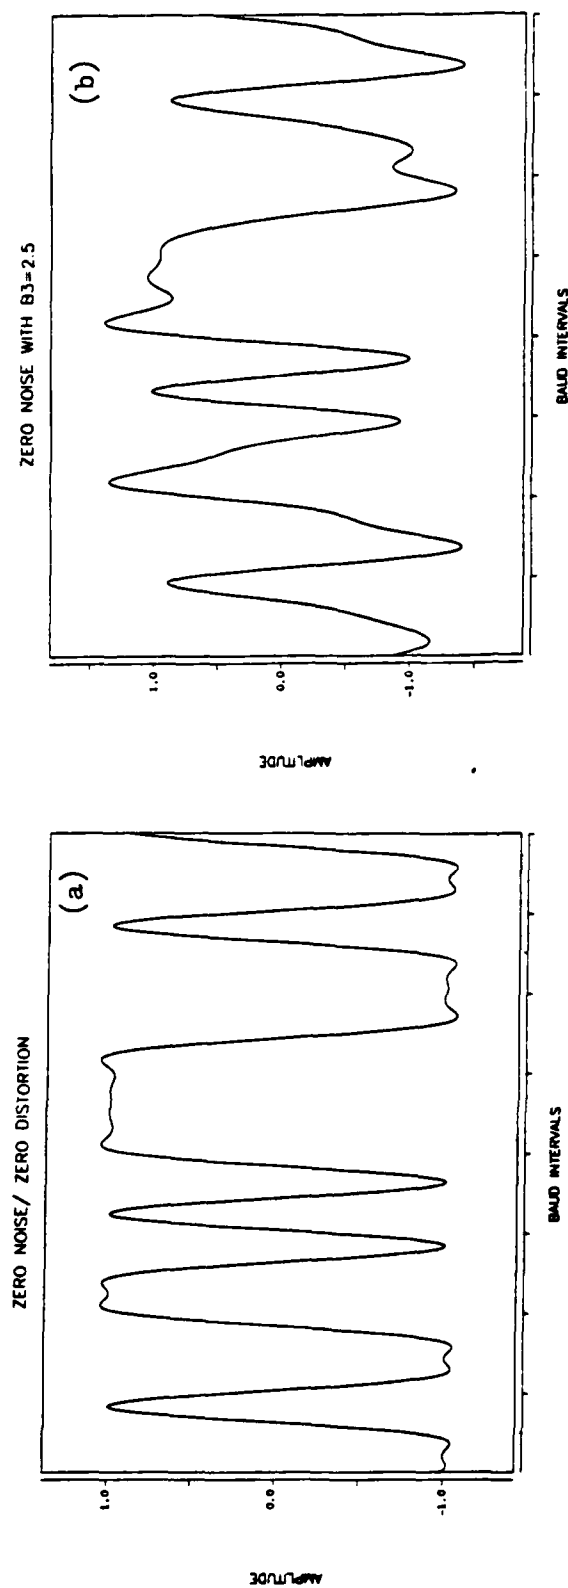 ZERO NOISE/ ZERO DISTORTION
(a)
AMPLITUDE
1.0
0.0
-1.0
BAUD INTERVALS
ZERO NOISE WITH B3=2.5
(b)
AMPLITUDE
1.0
0.0
-1.0
BAUD INTERVALS